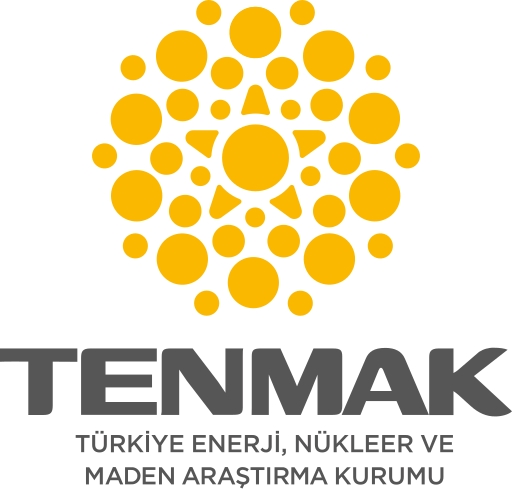 TENMAK
TÜRKİYE ENERJİ, NÜKLEER VE
MADEN ARAŞTIRMA KURUMU